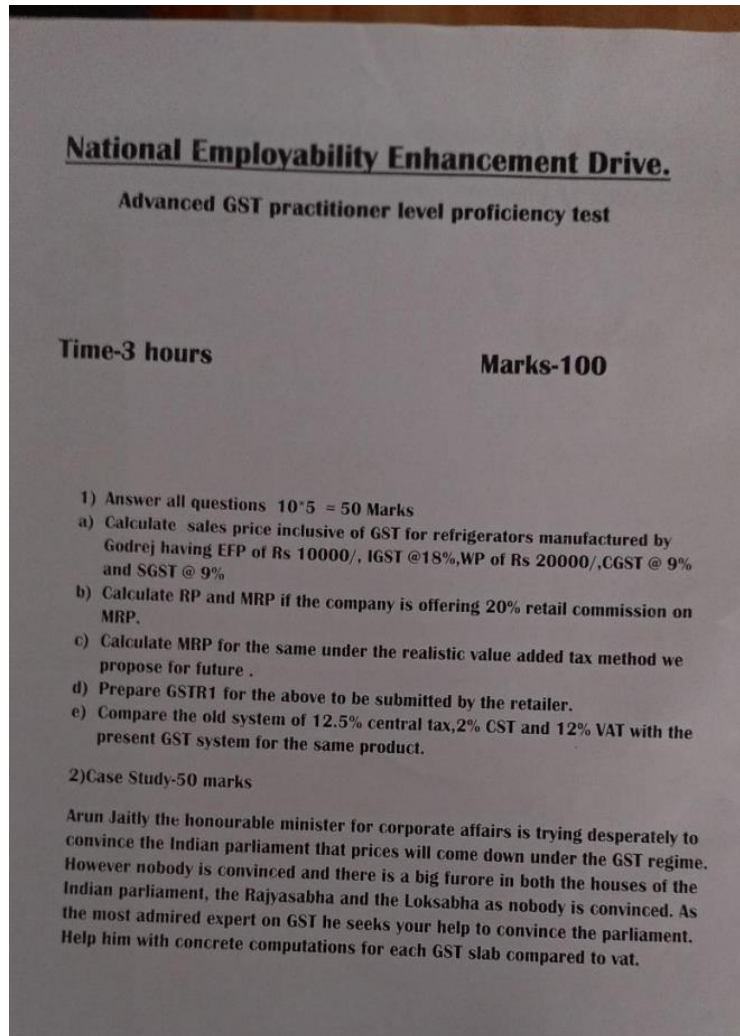 National Employability Enhancement Drive.
Advanced GST practitioner level proficiency test
Time-3 hours
Marks-100
1) Answer all questions 10*5 = 50 Marks
a) Calculate sales price inclusive of GST for refrigerators manufactured by
Godrej having EFP of Rs 10000/, IGST @18%,WP of Rs 20000/,CGST @ 9%
and SGST @ 9%
b) Calculate RP and MRP if the company is offering 20% retail commission on
MRP.
c) Calculate MRP for the same under the realistic value added tax method we
propose for future .
d) Prepare GSTR1 for the above to be submitted by the retailer.
e) Compare the old system of 12.5% central tax,2% CST and 12% VAT with the
present GST system for the same product.
2)Case Study-50 marks
Arun Jaitly the honourable minister for corporate affairs is trying desperately to
convince the Indian parliament that prices will come down under the GST regime.
However nobody is convinced and there is a big furore in both the houses of the
Indian parliament, the Rajyasabha and the Loksabha as nobody is convinced. As
the most admired expert on GST he seeks your help to convince the parliament.
Help him with concrete computations for each GST slab compared to vat.